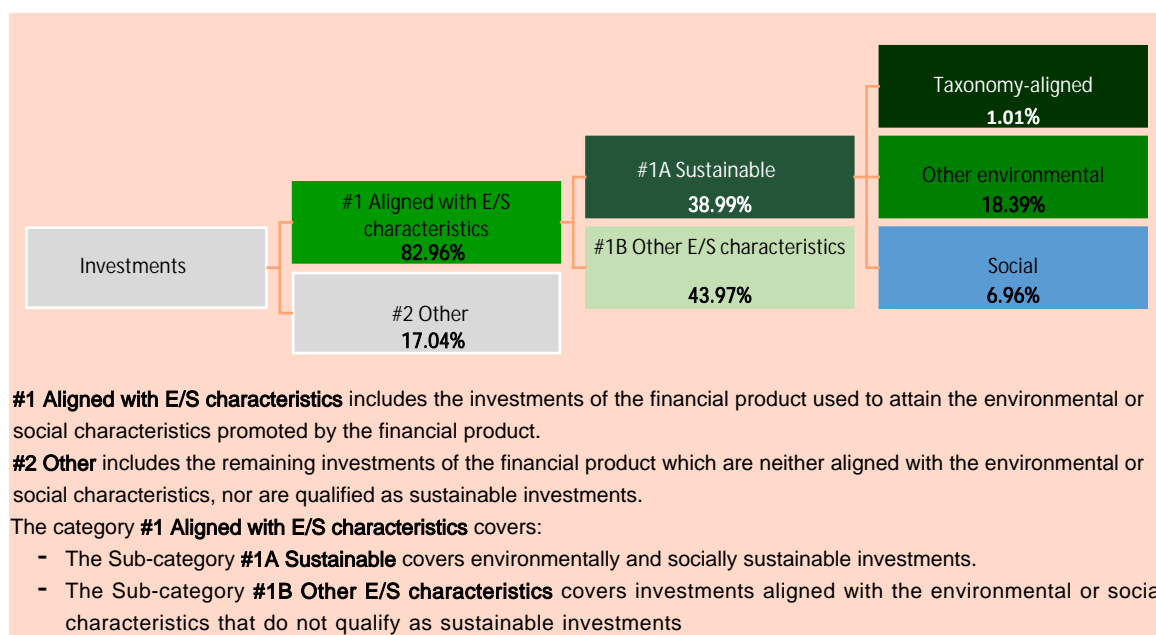 Investments
#1 Aligned with E/S
characteristics
82.96%
#2 Other
17.04%
#1A Sustainable
38.99%
#1B Other E/S characteristics
43.97%
Taxonomy-aligned
1.01%
Other environmental
18.39%
Social
6.96%
#1 Aligned with E/S characteristics includes the investments of the financial product used to attain the environmental or
social characteristics promoted by the financial product.
#2 Other includes the remaining investments of the financial product which are neither aligned with the environmental or
social characteristics, nor are qualified as sustainable investments.
The category #1 Aligned with E/S characteristics covers:
- The Sub-category #1A Sustainable covers environmentally and socially sustainable investments.
- The Sub-category #1B Other E/S characteristics covers investments aligned with the environmental or socia
characteristics that do not qualify as sustainable investments